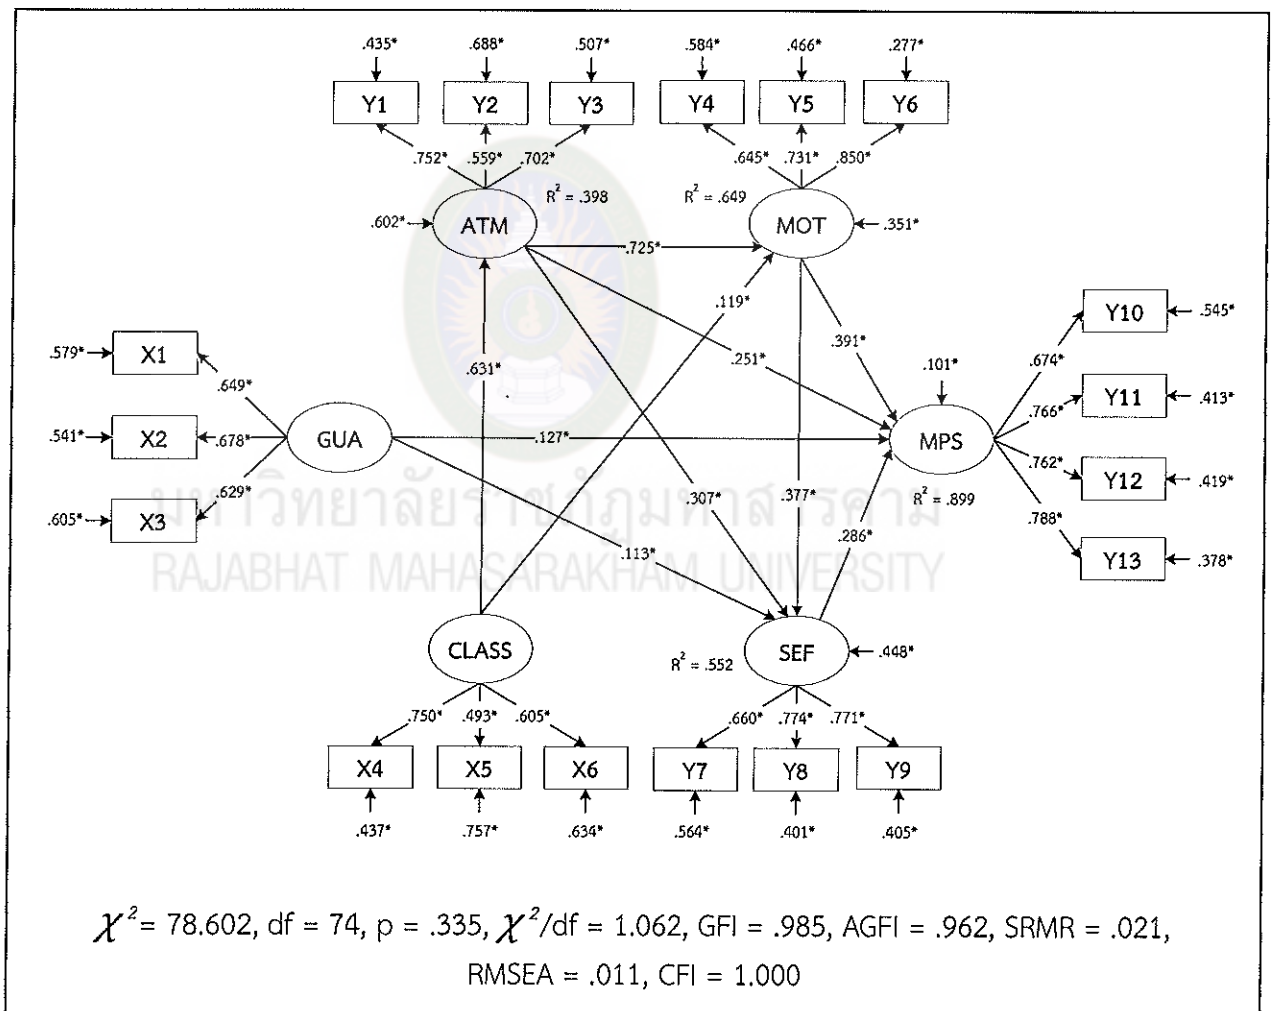 .435* .688* .507* .584* .466* .277*
Y1 Y2 Y3 Y4 Y5 Y6
.752* .559* .702* .645* .731* .850*
R² = .398 R² = .649
.602* ATM MOT .351*
.725*
.119*
Y10 .545*
.579* X1 .391*
.251* .674*
.631* .101*
.649* .766* Y11 .413*
.541* X2 .678* GUA .127* MPS
.762* Y12 .419*
.629* .307* .377* R² = .899
มหาวิทยาลัยราชภัฏมหาสารคาม
.605* X3 .788*
.286*
.113* Y13 .378*
RAJABHAT MAHASARAKHAM UNIVERSITY
CLASS R² = .552 SEF .448*
.750* .493* .605* .660* .774* .771*
X4 X5 X6 Y7 Y8 Y9
.437* .757* .634* .564* .401* .405*
χ² = 78.602, df = 74, p = .335, χ²/df = 1.062, GFI = .985, AGFI = .962, SRMR = .021,
RMSEA = .011, CFI = 1.000